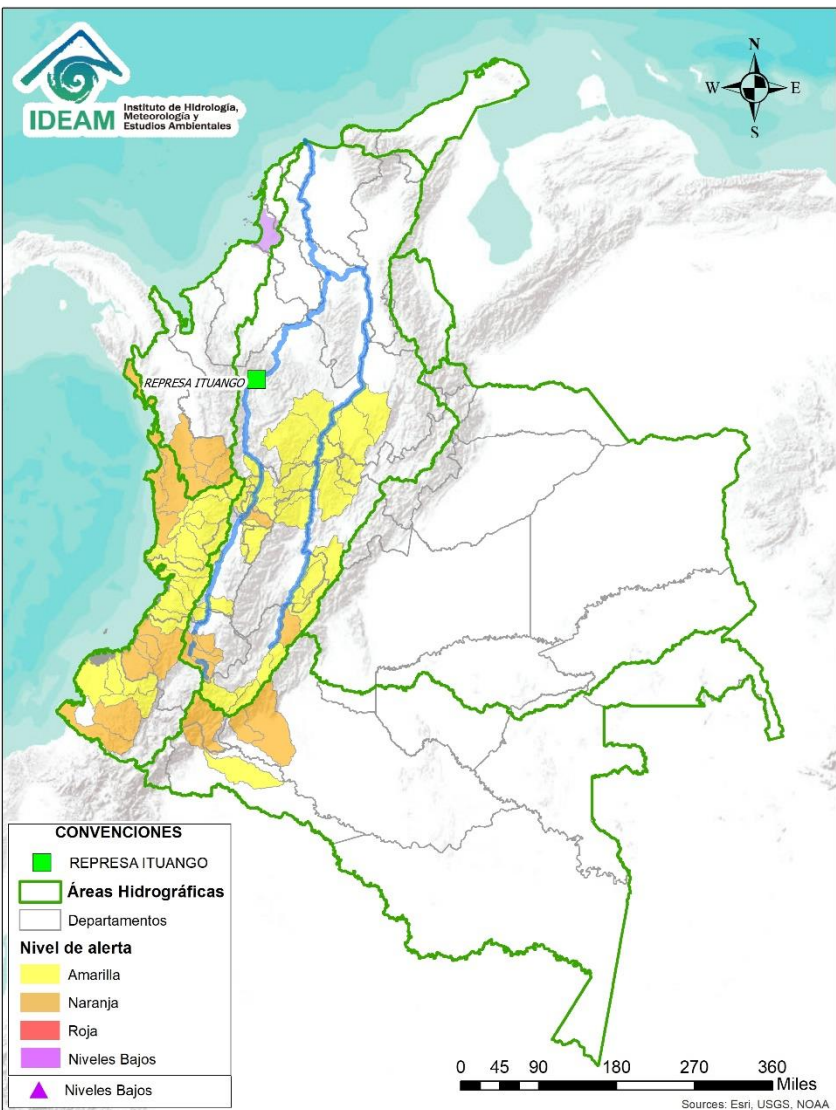 IDEAM
Instituto de Hidrología,
Meteorología y
Estudios Ambientales
N
W
E
S
REPRESA ITUANGO
CONVENCIONES
REPRESA ITUANGO
Áreas Hidrográficas
Departamentos
Nivel de alerta
Amarilla
Naranja
Roja
Niveles Bajos
Niveles Bajos
0 45 90 180 270 360
Miles
Sources: Esri, USGS, NOAA